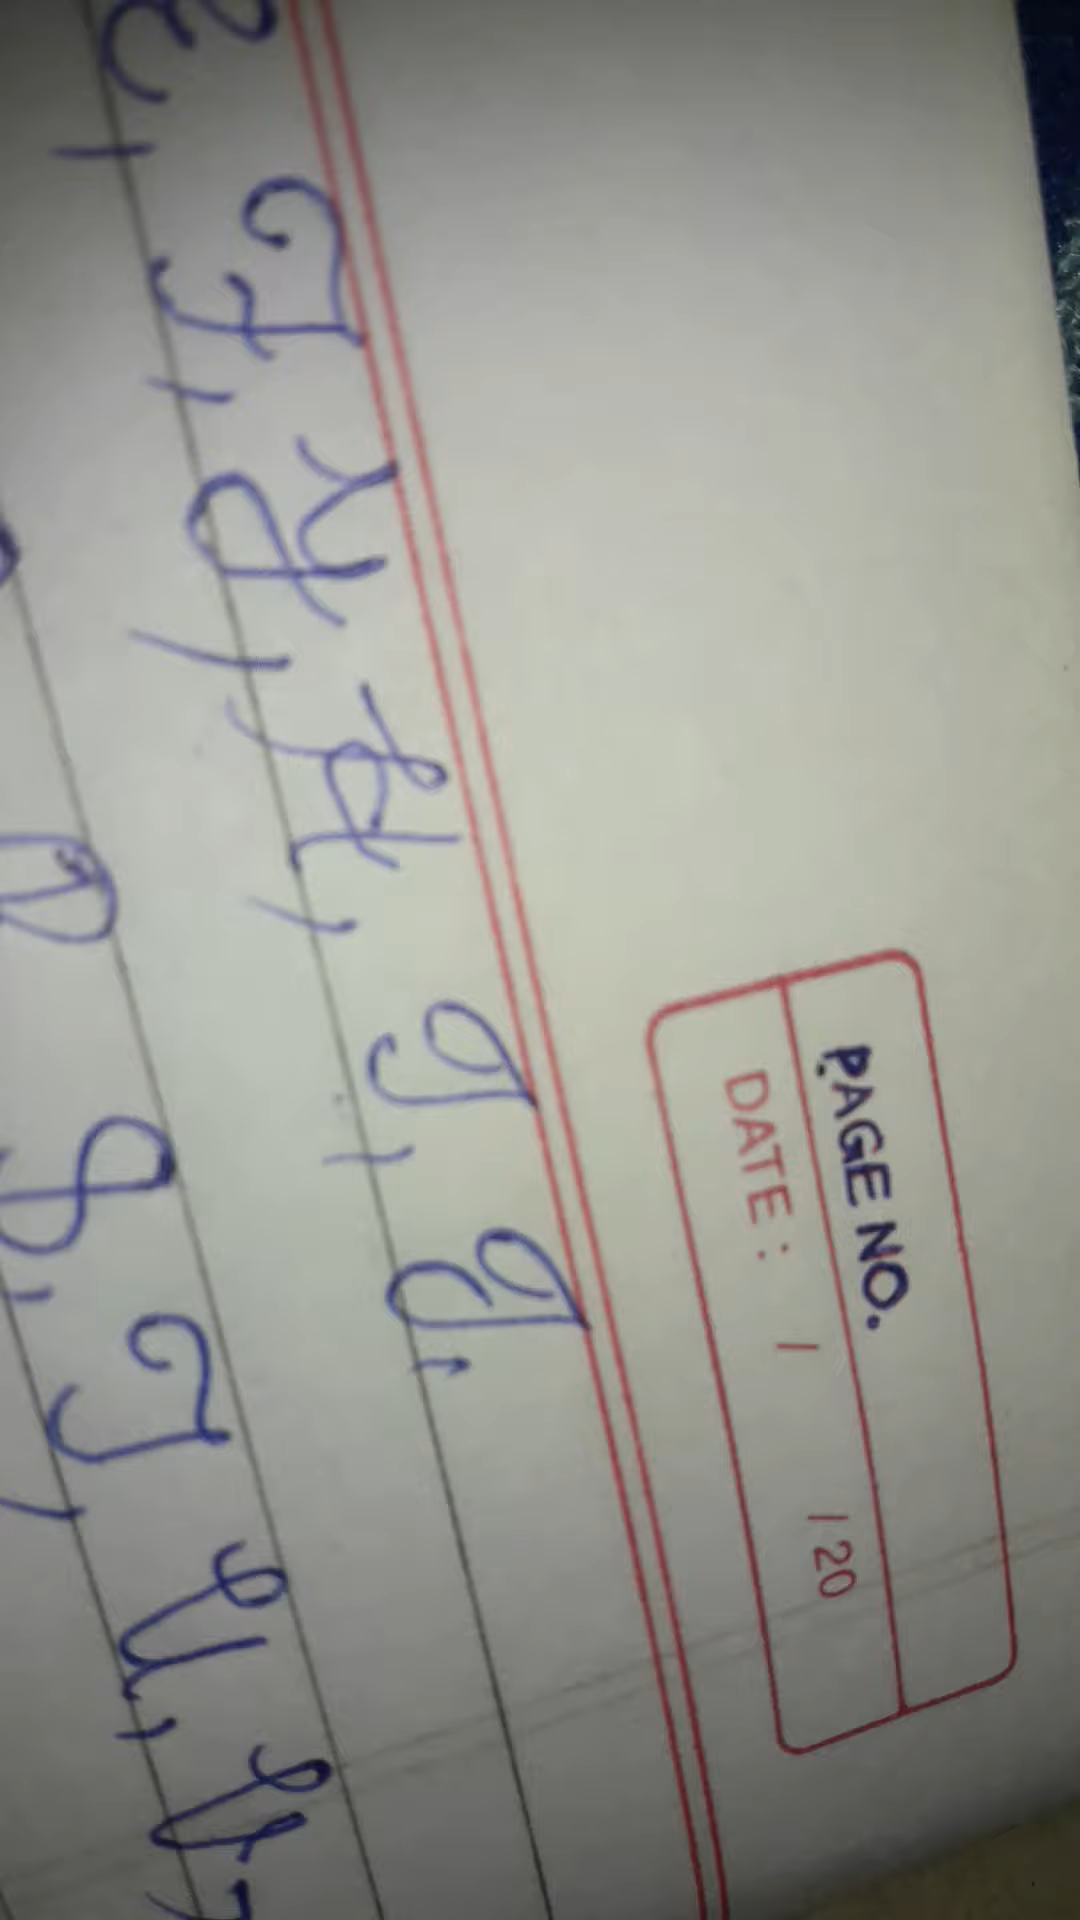 PAGE NO.
DATE : / /20
E, F, G, H, I, J,
S, T, U, V,